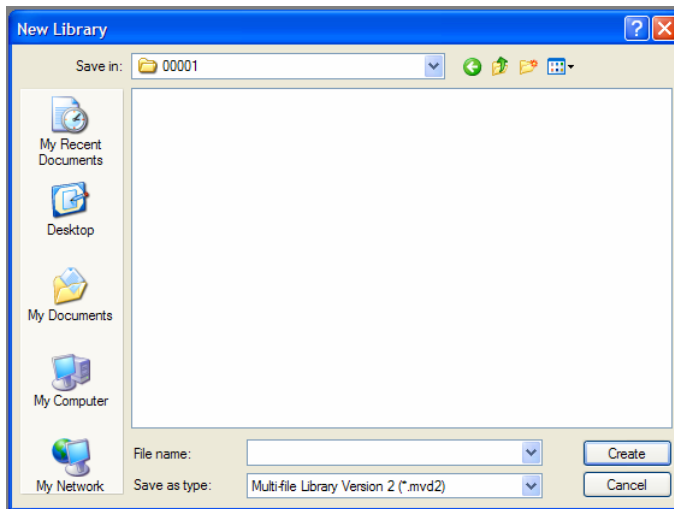 New Library
Save in: 00001
My Recent
Documents
Desktop
My Documents
My Computer
My Network
File name:
Create
Save as type: Multi-file Library Version 2 (*.mvd2)
Cancel